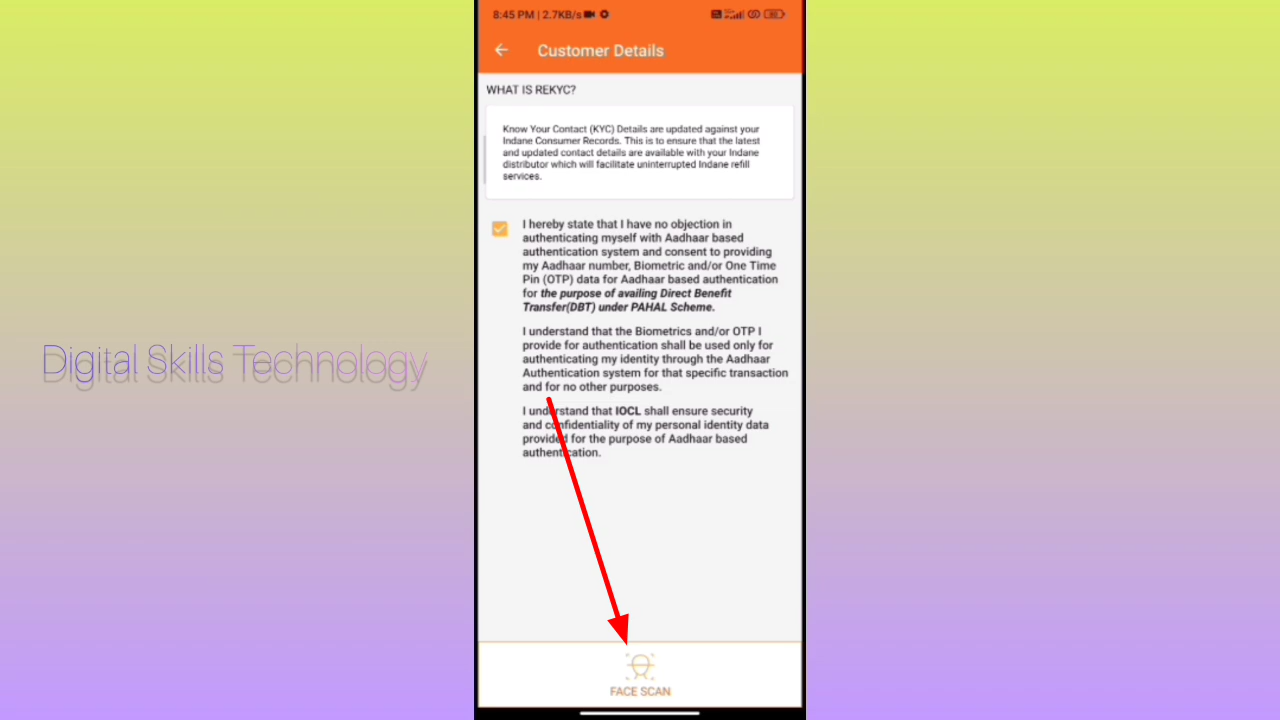 8:45 PM | 2.7KB/s
Customer Details
WHAT IS REKYC?
Know Your Contact (KYC) Details are updated against your
Indane Consumer Records. This is to ensure that the latest
and updated contact details are available with your Indane
distributor which will facilitate uninterrupted Indane refill
services.
I hereby state that I have no objection in
authenticating myself with Aadhaar based
authentication system and consent to providing
my Aadhaar number, Biometric and/or One Time
Pin (OTP) data for Aadhaar based authentication
for the purpose of availing Direct Benefit
Transfer(DBT) under PAHAL Scheme.
I understand that the Biometrics and/or OTP I
provide for authentication shall be used only for
authenticating my identity through the Aadhaar
Authentication system for that specific transaction
and for no other purposes.
Digital Skills Technology
I understand that IOCL shall ensure security
and confidentiality of my personal identity data
provided for the purpose of Aadhaar based
authentication.
FACE SCAN